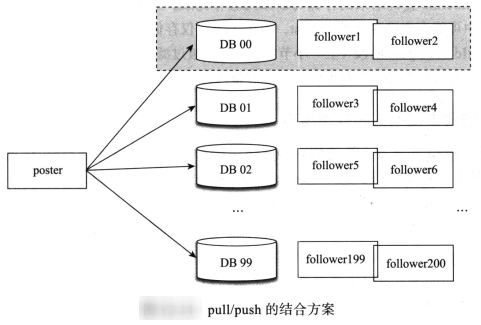 DB 00
follower1
follower2
DB 01
follower3
follower4
poster
DB 02
follower5
follower6
...
...
DB 99
follower199
follower200
pull/push 的结合方案